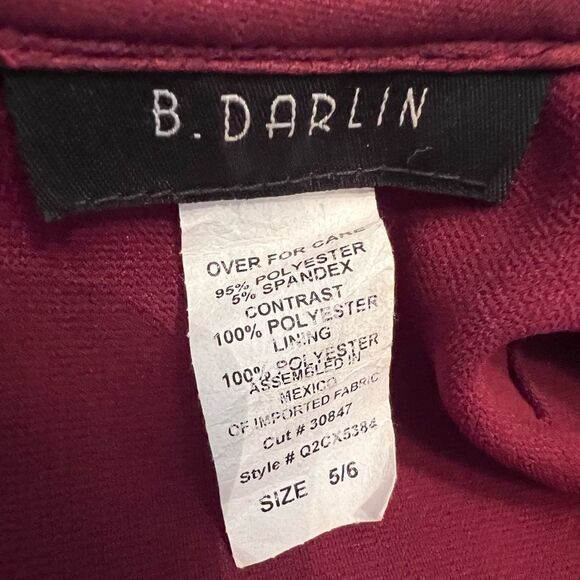 B. DARLIN
OVER FOR CARE
95% POLYESTER
5% SPANDEX
CONTRAST
100% POLYESTER
LINING
100% POLYESTER
ASSEMBLED IN
MEXICO
OF IMPORTED FABRIC
Cut # 30847
Style # Q2CX5384
SIZE 5/6